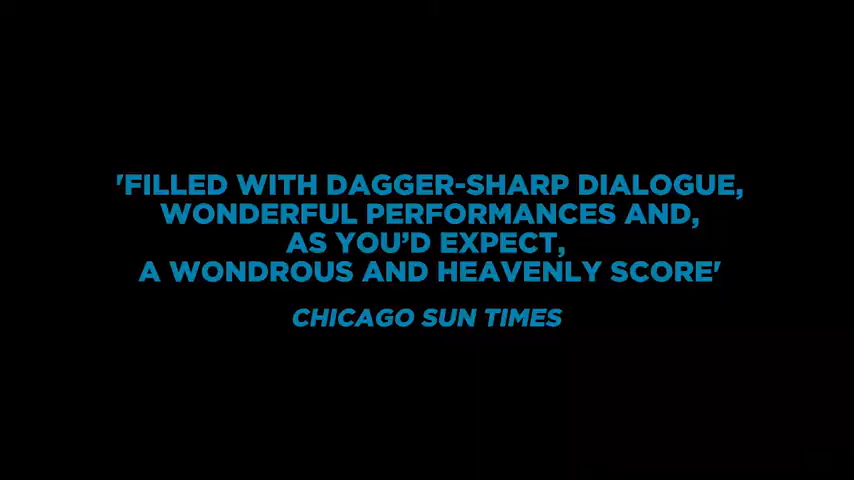 'FILLED WITH DAGGER-SHARP DIALOGUE,
WONDERFUL PERFORMANCES AND,
AS YOU’D EXPECT,
A WONDROUS AND HEAVENLY SCORE'
CHICAGO SUN TIMES